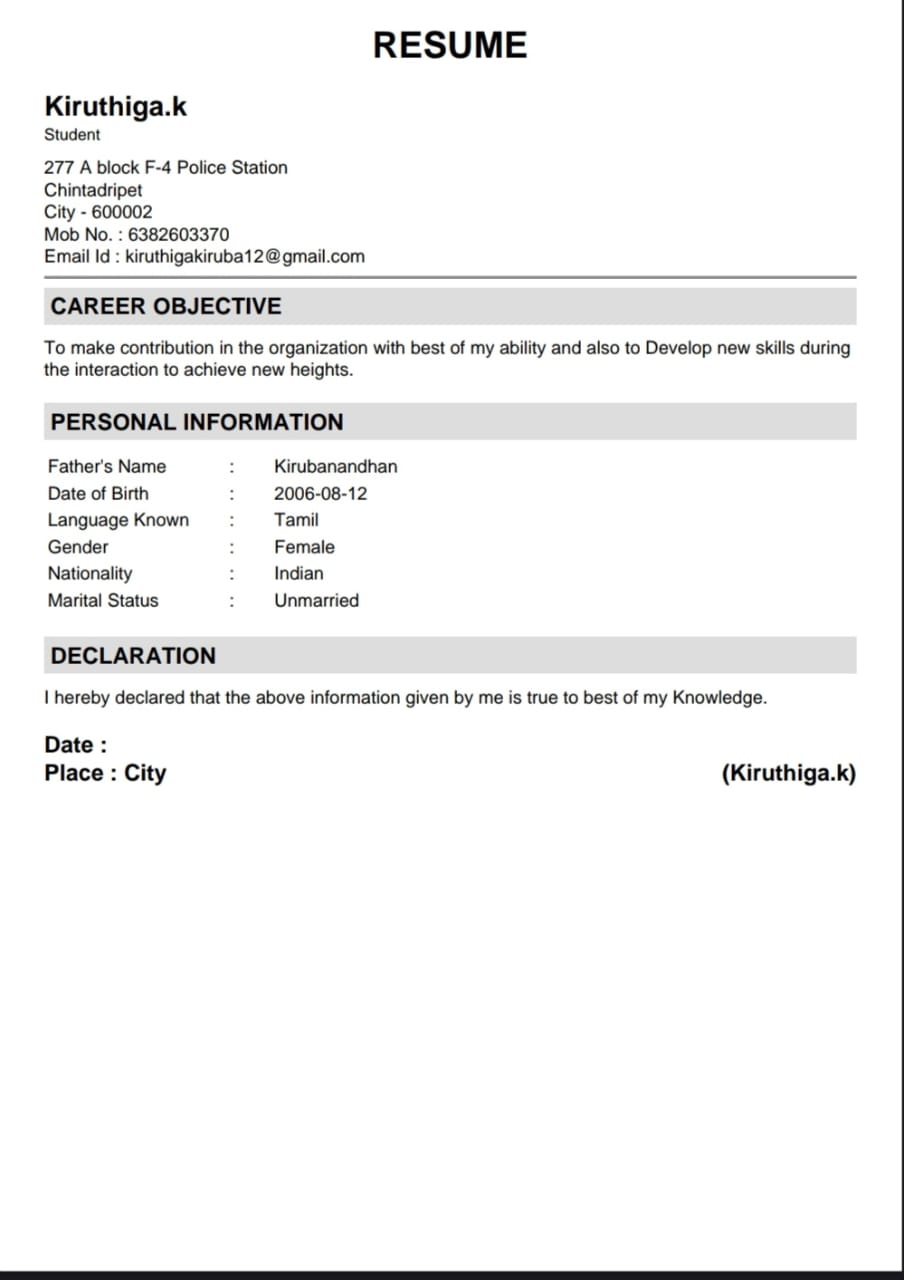 RESUME
Kiruthiga.k
Student
277 A block F-4 Police Station
Chintadripet
City - 600002
Mob No. : 6382603370
Email Id : kiruthigakiruba12@gmail.com
CAREER OBJECTIVE
To make contribution in the organization with best of my ability and also to Develop new skills during
the interaction to achieve new heights.
PERSONAL INFORMATION
Father's Name : Kirubanandhan
Date of Birth : 2006-08-12
Language Known : Tamil
Gender : Female
Nationality : Indian
Marital Status : Unmarried
DECLARATION
I hereby declared that the above information given by me is true to best of my Knowledge.
Date :
Place : City (Kiruthiga.k)